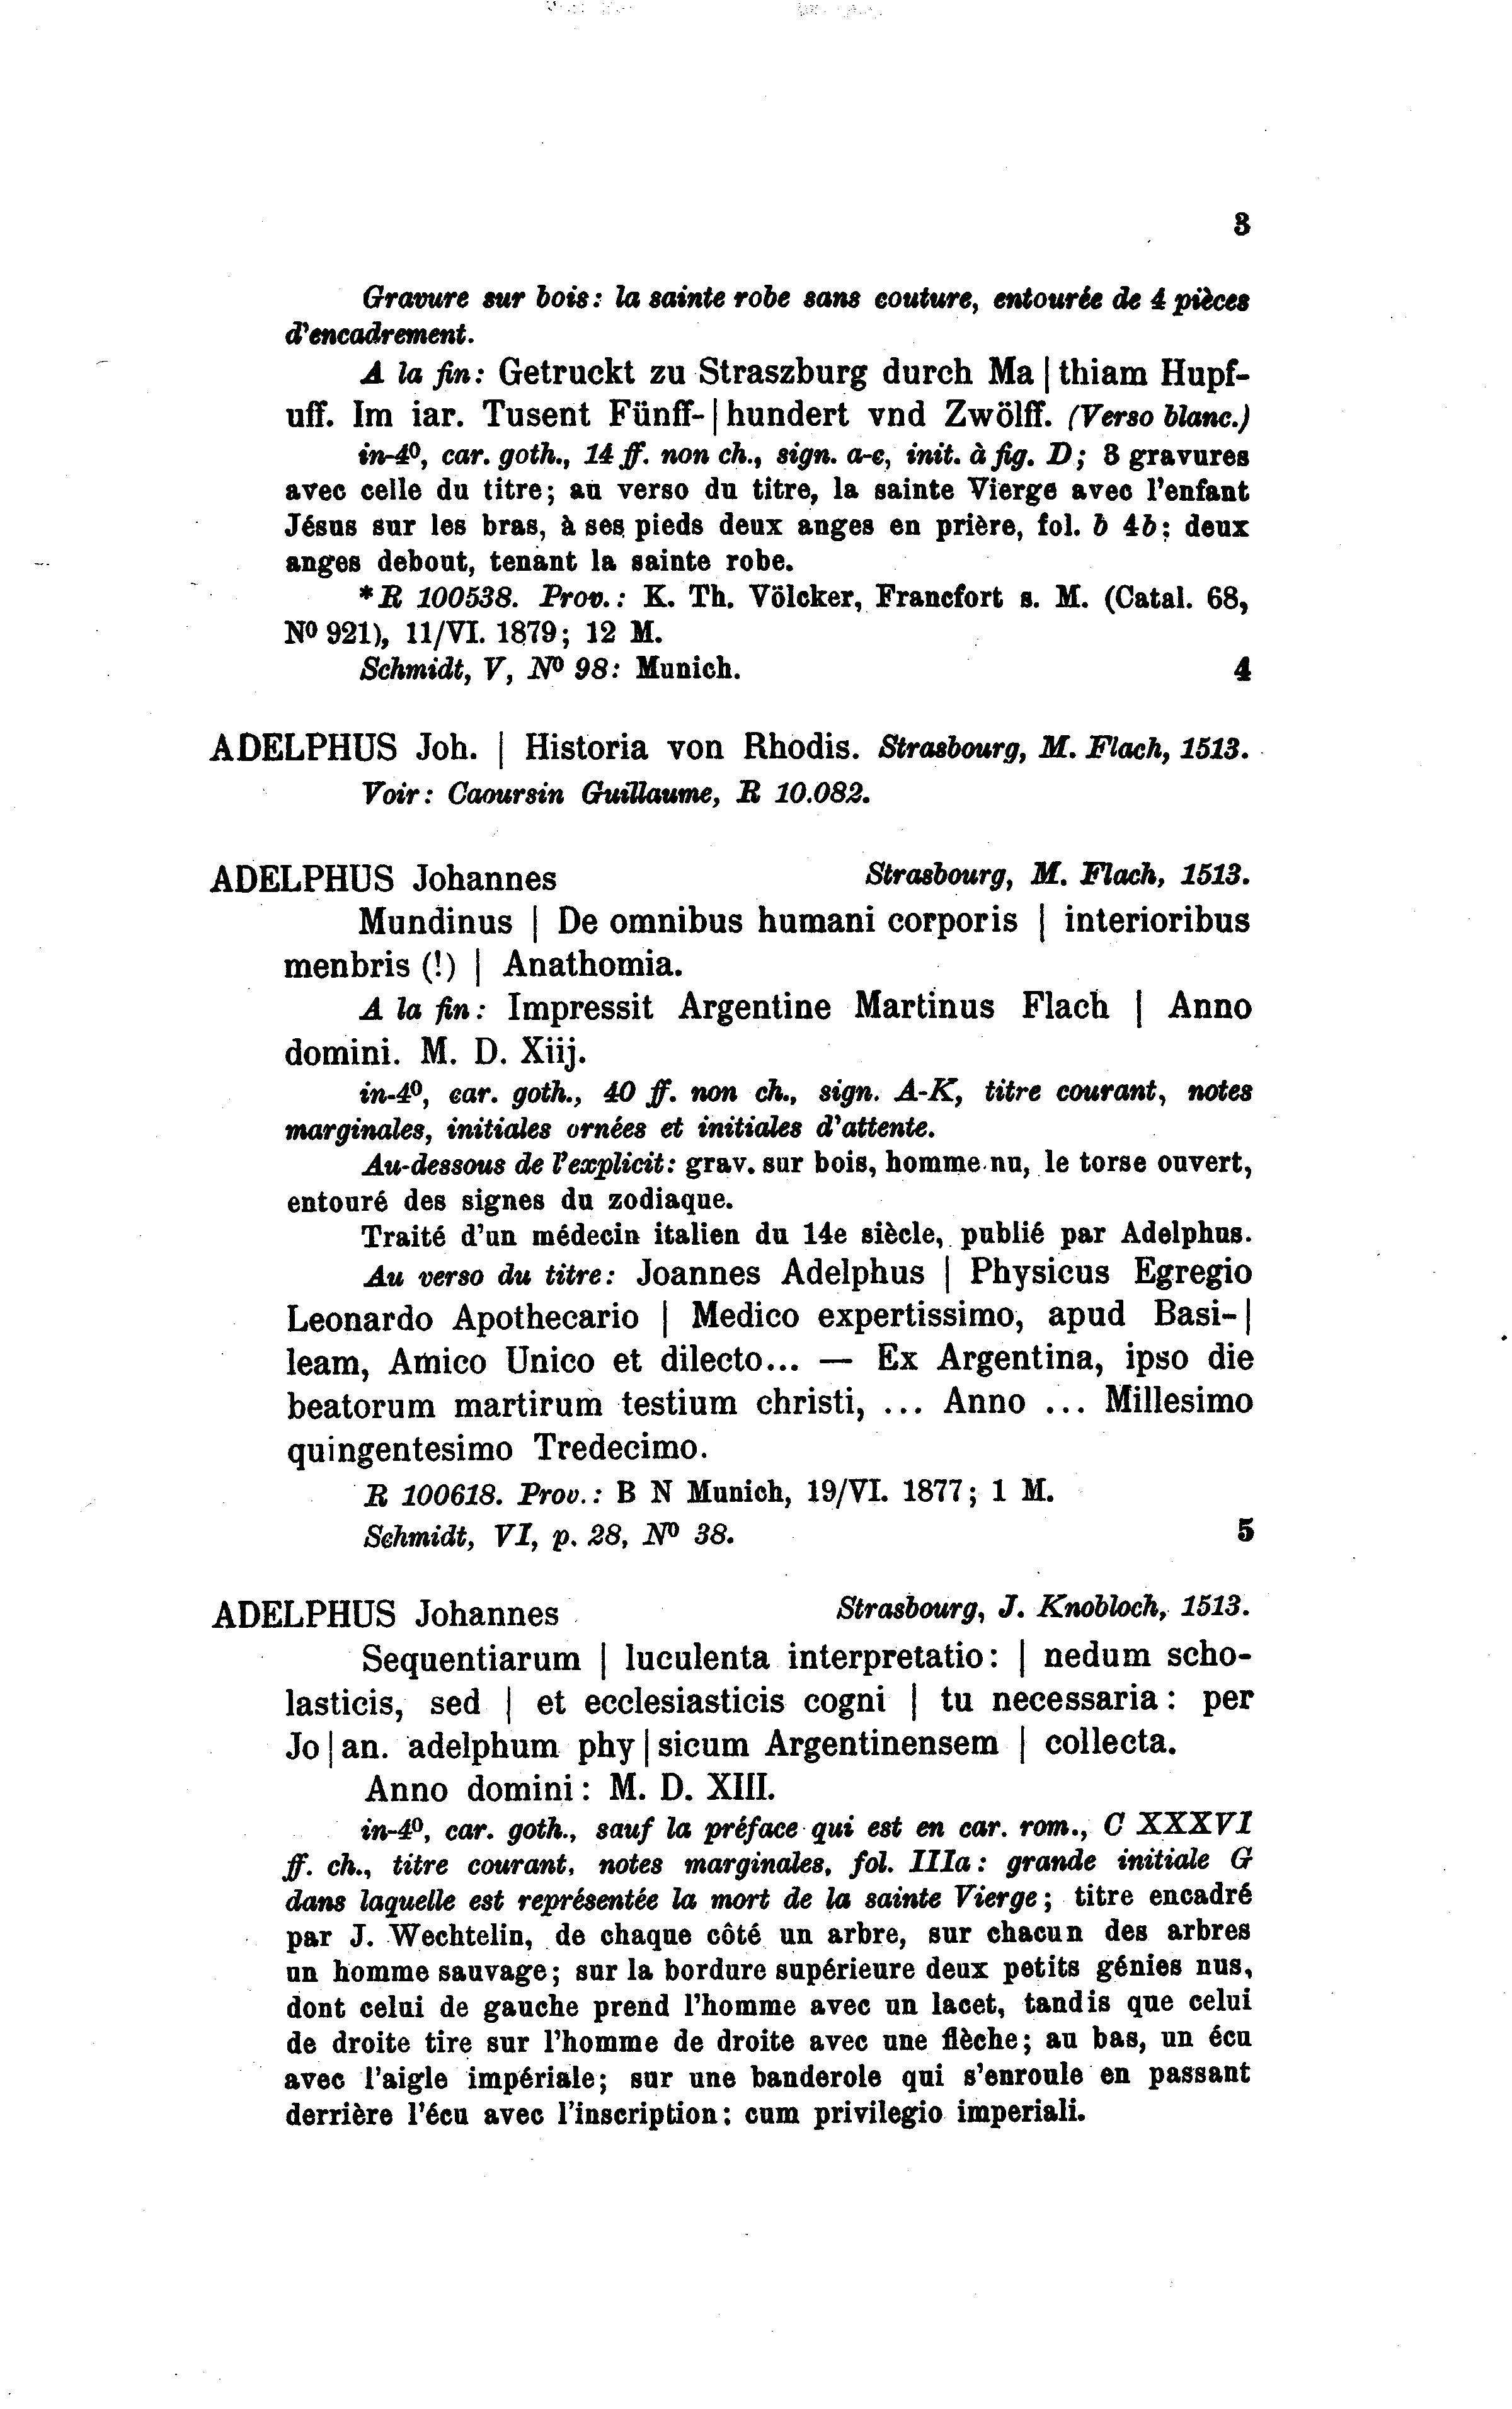 3
Gravure sur bois: la sainte robe sans couture, entourée de 4 pièces
d'encadrement.
A la fin: Getruckt zu Straszburg durch Ma | thiam Hupf-
uff. Im iar. Tusent Fünff- | hundert vnd Zwölff. (Verso blanc.)
in-4º, car. goth., 14 ff. non ch., sign. a-c, init. à fig. D; 3 gravures
avec celle du titre; au verso du titre, la sainte Vierge avec l'enfant
Jésus sur les bras, à ses pieds deux anges en prière, fol. b 4b; deux
anges debout, tenant la sainte robe.
*R 100538. Prov.: K. Th. Völcker, Francfort s. M. (Catal. 68,
Nº 921), 11/VI. 1879; 12 M.
Schmidt, V, Nº 98: Munich. 4
ADELPHUS Joh. | Historia von Rhodis. Strasbourg, M. Flach, 1513.
Voir: Caoursin Guillaume, R 10.082.
ADELPHUS Johannes Strasbourg, M. Flach, 1513.
Mundinus | De omnibus humani corporis | interioribus
menbris (!) | Anathomia.
A la fin: Impressit Argentine Martinus Flach | Anno
domini. M. D. Xiij.
in-4º, car. goth., 40 ff. non ch., sign. A-K, titre courant, notes
marginales, initiales ornées et initiales d'attente.
Au-dessous de l'explicit: grav. sur bois, homme nu, le torse ouvert,
entouré des signes du zodiaque.
Traité d'un médecin italien du 14e siècle, publié par Adelphus.
Au verso du titre: Joannes Adelphus | Physicus Egregio
Leonardo Apothecario | Medico expertissimo, apud Basi- |
leam, Amico Unico et dilecto... — Ex Argentina, ipso die
beatorum martirum testium christi, ... Anno ... Millesimo
quingentesimo Tredecimo.
R 100618. Prov.: B N Munich, 19/VI. 1877; 1 M.
Schmidt, VI, p. 28, Nº 38. 5
ADELPHUS Johannes Strasbourg, J. Knobloch, 1513.
Sequentiarum | luculenta interpretatio: | nedum scho-
lasticis, sed | et ecclesiasticis cogni | tu necessaria: per
Jo | an. adelphum phy | sicum Argentinensem | collecta.
Anno domini: M. D. XIII.
in-4º, car. goth., sauf la préface qui est en car. rom., C XXXVI
ff. ch., titre courant, notes marginales, fol. IIIa: grande initiale G
dans laquelle est représentée la mort de la sainte Vierge; titre encadré
par J. Wechtelin, de chaque côté un arbre, sur chacun des arbres
un homme sauvage; sur la bordure supérieure deux petits génies nus,
dont celui de gauche prend l'homme avec un lacet, tandis que celui
de droite tire sur l'homme de droite avec une flèche; au bas, un écu
avec l'aigle impériale; sur une banderole qui s'enroule en passant
derrière l'écu avec l'inscription: cum privilegio imperiali.